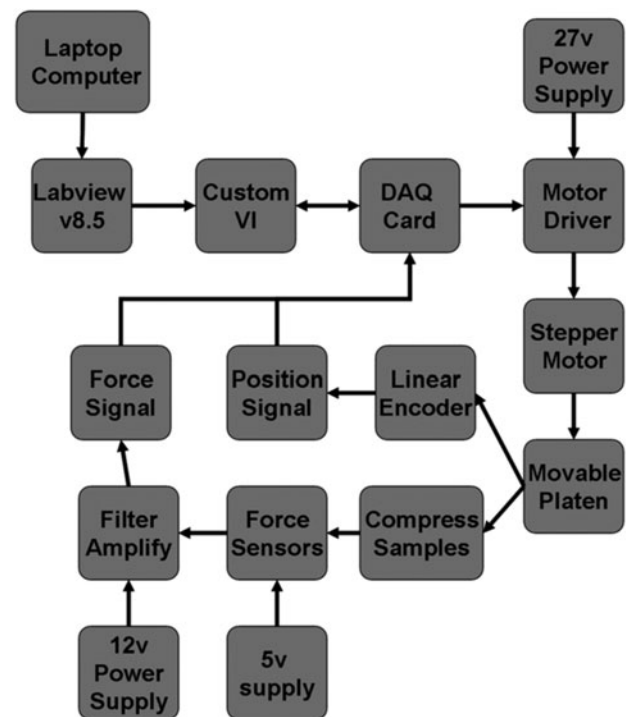 Laptop
Computer
27v
Power
Supply
Labview
v8.5
Custom
VI
DAQ
Card
Motor
Driver
Force
Signal
Position
Signal
Linear
Encoder
Stepper
Motor
Movable
Platen
Filter
Amplify
Force
Sensors
Compress
Samples
12v
Power
Supply
5v
supply